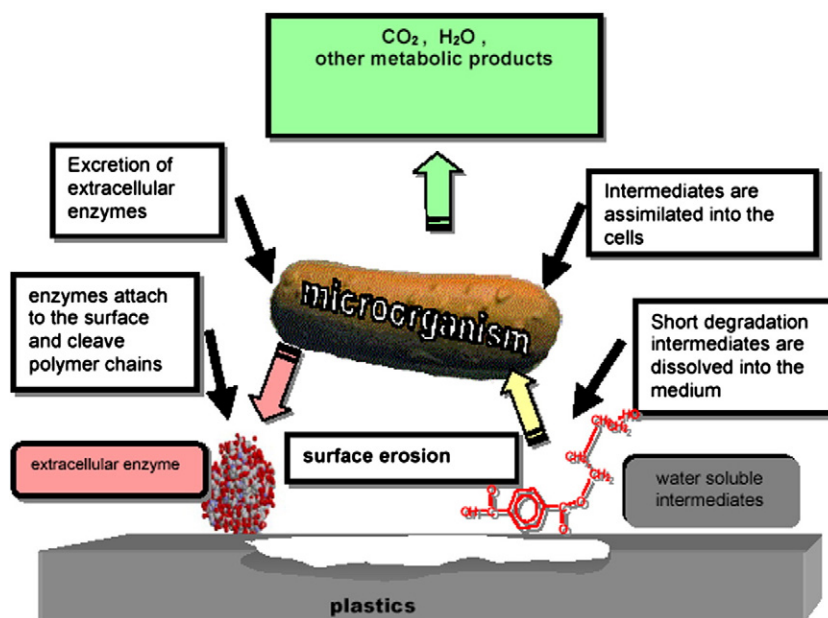 CO₂ , H₂O ,
other metabolic products
Excretion of
extracellular
enzymes
Intermediates are
assimilated into the
cells
microorganism
enzymes attach
to the surface
and cleave
polymer chains
Short degradation
intermediates are
dissolved into the
medium
extracellular enzyme
surface erosion
water soluble
intermediates
plastics